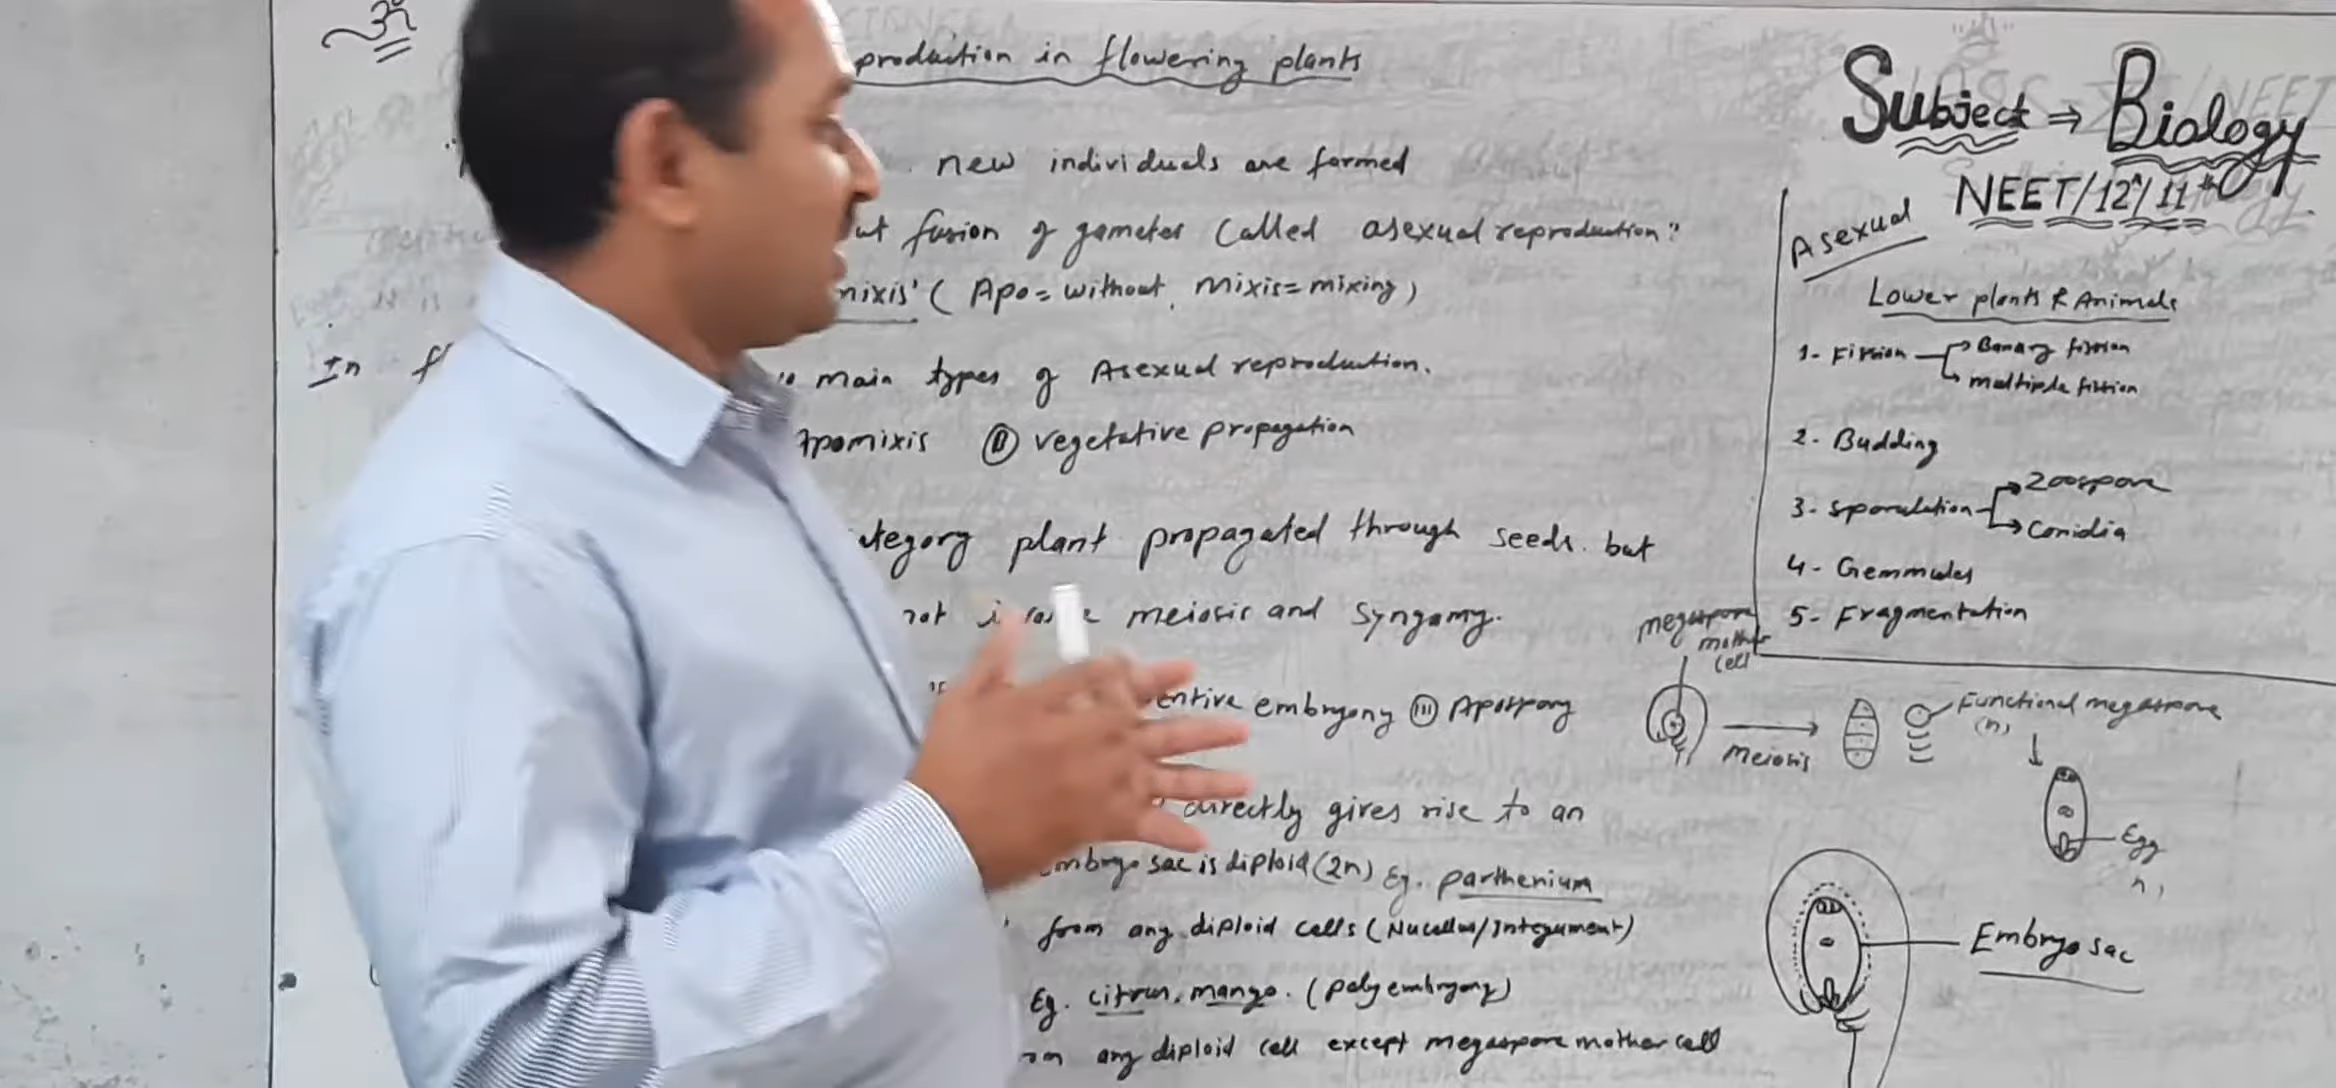 ॐ
production in flowering plants
new individuals are formed
ut fusion of gametes called asexual reproduction"
mixis' ( Apo = without, Mixis = mixing )
In f
main types of Asexual reproduction.
Apomixis (II) vegetative propagation
ategory plant propagated through seeds. but
not meiosis and syngamy.
entive embryony (III) Apospory
directly gives rise to an
embryo sac is diploid (2n) Eg. parthenium
from any diploid cells ( Nucellus/Integument )
Eg. citrus, mango. ( polyembryony )
any diploid cell except megaspore mother cell
Subject ⇒ Biology
NEET/12th/11th
Asexual
Lower plants & Animals
1- Fission Banary fission
multiple fission
2- Budding
3- sporulation Zoospore
Conidia
4- Gemmules
5- Fragmentation
megaspore
mother
cell
meiosis
Functional megaspore
(n)
Egg
n)
Embryo sac